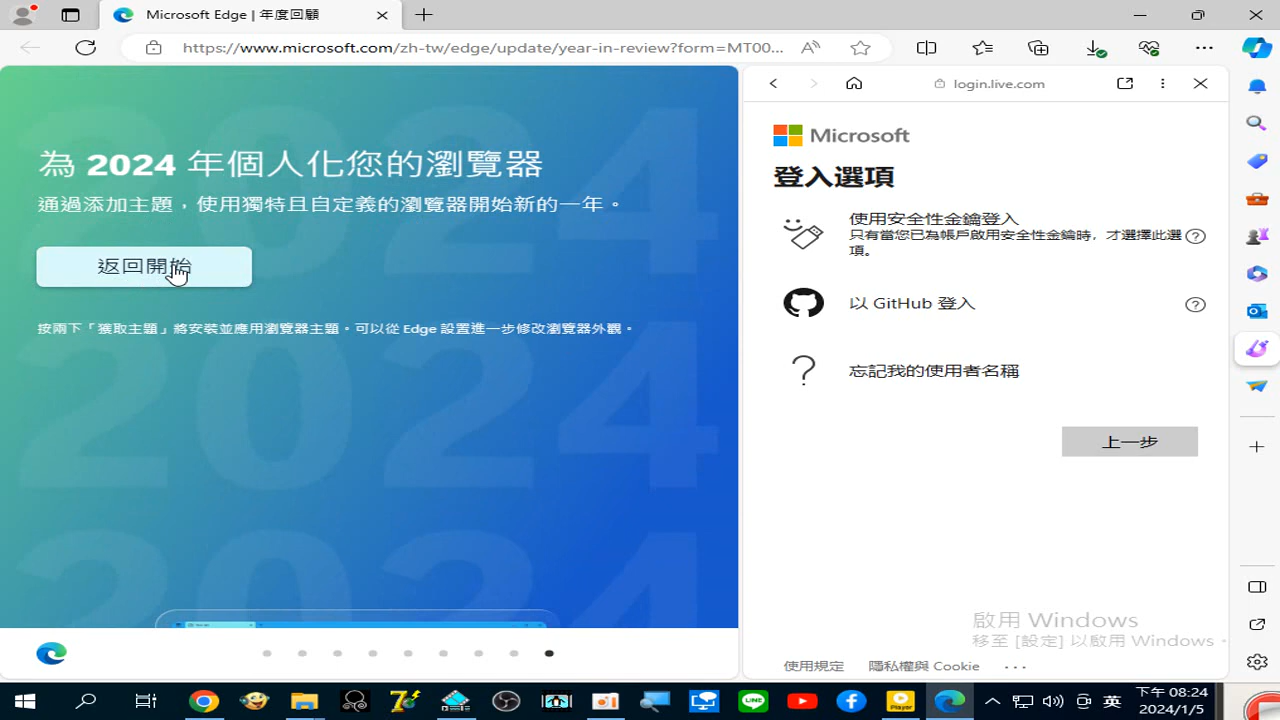 Microsoft Edge | 年度回顧
https://www.microsoft.com/zh-tw/edge/update/year-in-review?form=MT00...
2024
為 2024 年個人化您的瀏覽器
通過添加主題，使用獨特且自定義的瀏覽器開始新的一年。
返回開始
按兩下「獲取主題」將安裝並應用瀏覽器主題。可以從 Edge 設置進一步修改瀏覽器外觀。
2024
2024
login.live.com
Microsoft
登入選項
使用安全性金鑰登入
只有當您已為帳戶啟用安全性金鑰時，才選擇此選
項。
以 GitHub 登入
忘記我的使用者名稱
上一步
啟用 Windows
移至 [設定] 以啟用 Windows。
使用規定 隱私權與 Cookie ...
LINE
Player
英
下午 08:24
2024/1/5